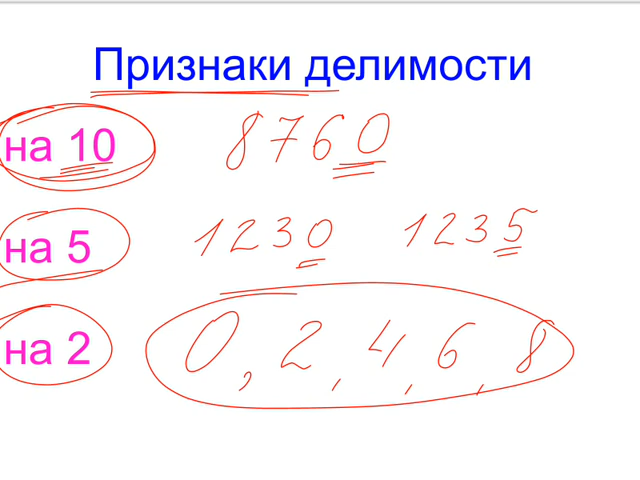 Признаки делимости
на 10 8760
на 5 1230 1235
на 2 0, 2, 4, 6, 8